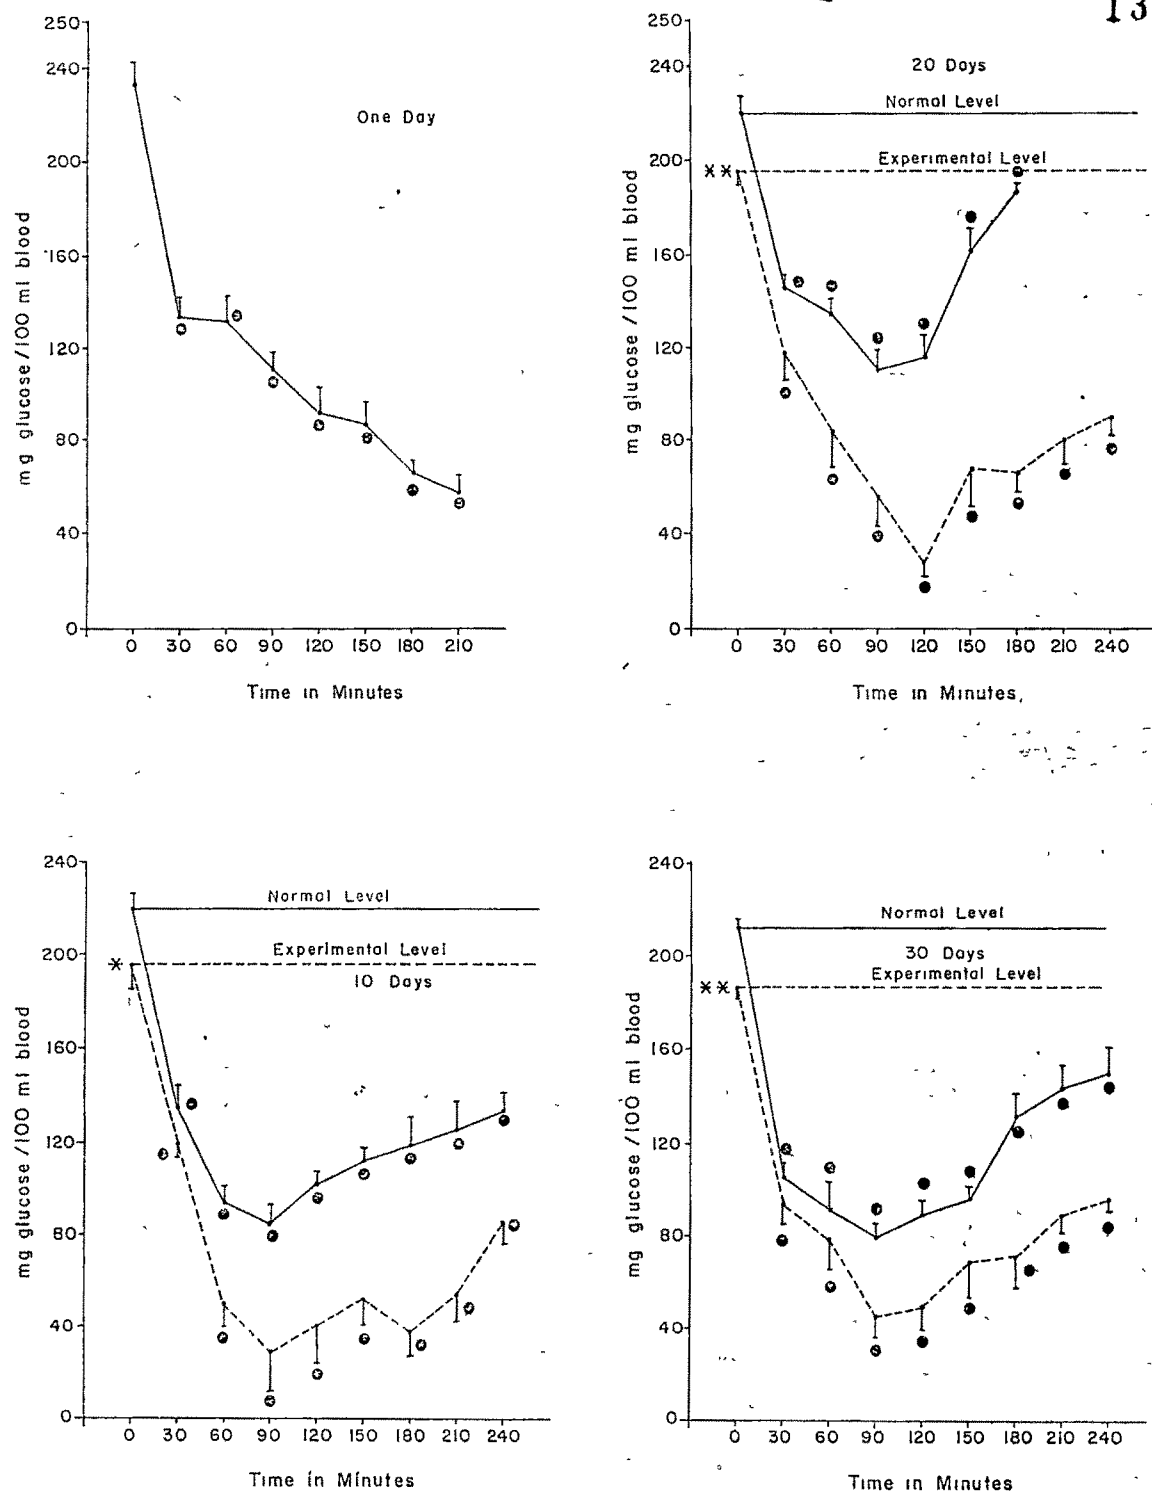 13
250
240
200
160
120
80
40
0
One Day
mg glucose/100 ml blood
0 30 60 90 120 150 180 210
Time in Minutes
250
240
200
160
120
80
40
0
20 Days
Normal Level
Experimental Level
**
mg glucose/100 ml blood
0 30 60 90 120 150 180 210 240
Time in Minutes
240
200
160
120
80
40
0
Normal Level
Experimental Level
*
10 Days
mg glucose/100 ml blood
0 30 60 90 120 150 180 210 240
Time in Minutes
240
200
160
120
80
40
0
Normal Level
30 Days
Experimental Level
**
mg glucose/100 ml blood
0 30 60 90 120 150 180 210 240
Time in Minutes